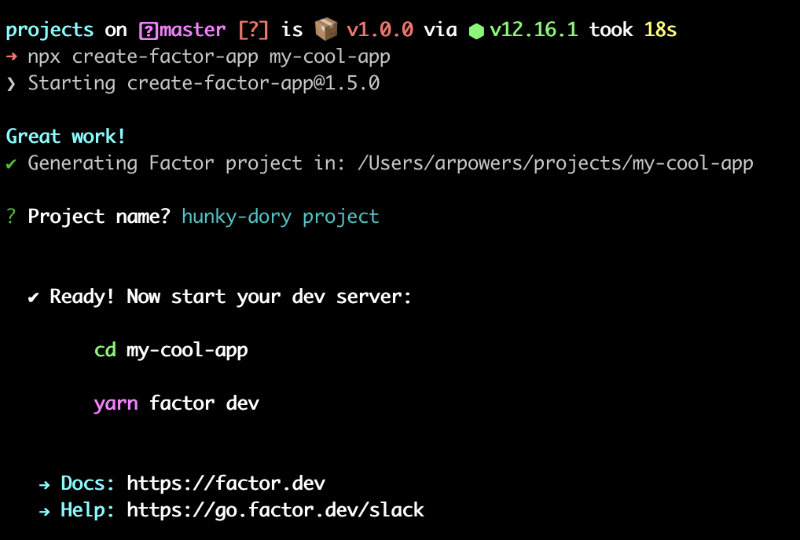 projects on master [?] is 📦 v1.0.0 via ⬢ v12.16.1 took 18s
➜ npx create-factor-app my-cool-app
❯ Starting create-factor-app@1.5.0
Great work!
✔ Generating Factor project in: /Users/arpowers/projects/my-cool-app
? Project name? hunky-dory project
✔ Ready! Now start your dev server:
cd my-cool-app
yarn factor dev
→ Docs: https://factor.dev
→ Help: https://go.factor.dev/slack